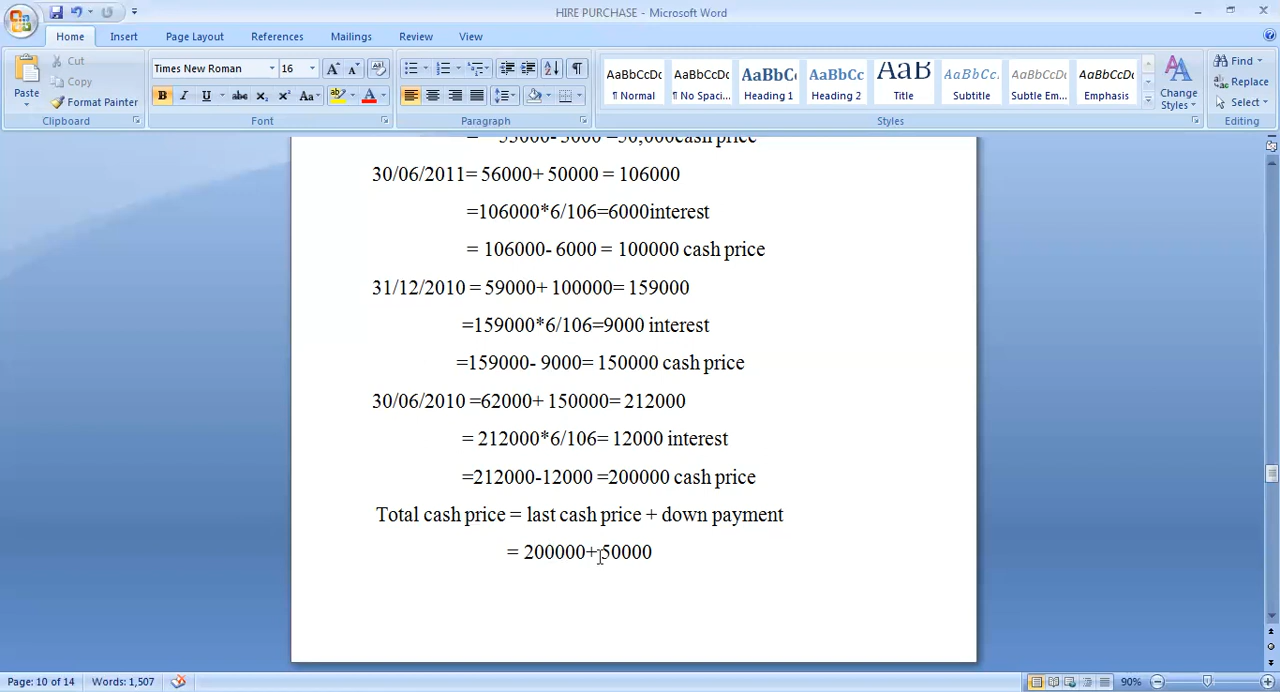 HIRE PURCHASE - Microsoft Word
Home Insert Page Layout References Mailings Review View
Paste Cut Copy Format Painter Clipboard
Times New Roman 16 Font
Paragraph
AaBbCcDc ¶ Normal AaBbCcDc ¶ No Spaci... AaBbC Heading 1 AaBbCc Heading 2 AaB Title AaBbCc. Subtitle AaBbCcDc Subtle Em... AaBbCcDc Emphasis Change Styles Styles
Find Replace Select Editing
= 53000- 3000 =50,000cash price
30/06/2011= 56000+ 50000 = 106000
=106000*6/106=6000interest
= 106000- 6000 = 100000 cash price
31/12/2010 = 59000+ 100000= 159000
=159000*6/106=9000 interest
=159000- 9000= 150000 cash price
30/06/2010 =62000+ 150000= 212000
= 212000*6/106= 12000 interest
=212000-12000 =200000 cash price
Total cash price = last cash price + down payment
= 200000+ 50000
Page: 10 of 14 Words: 1,507 90%